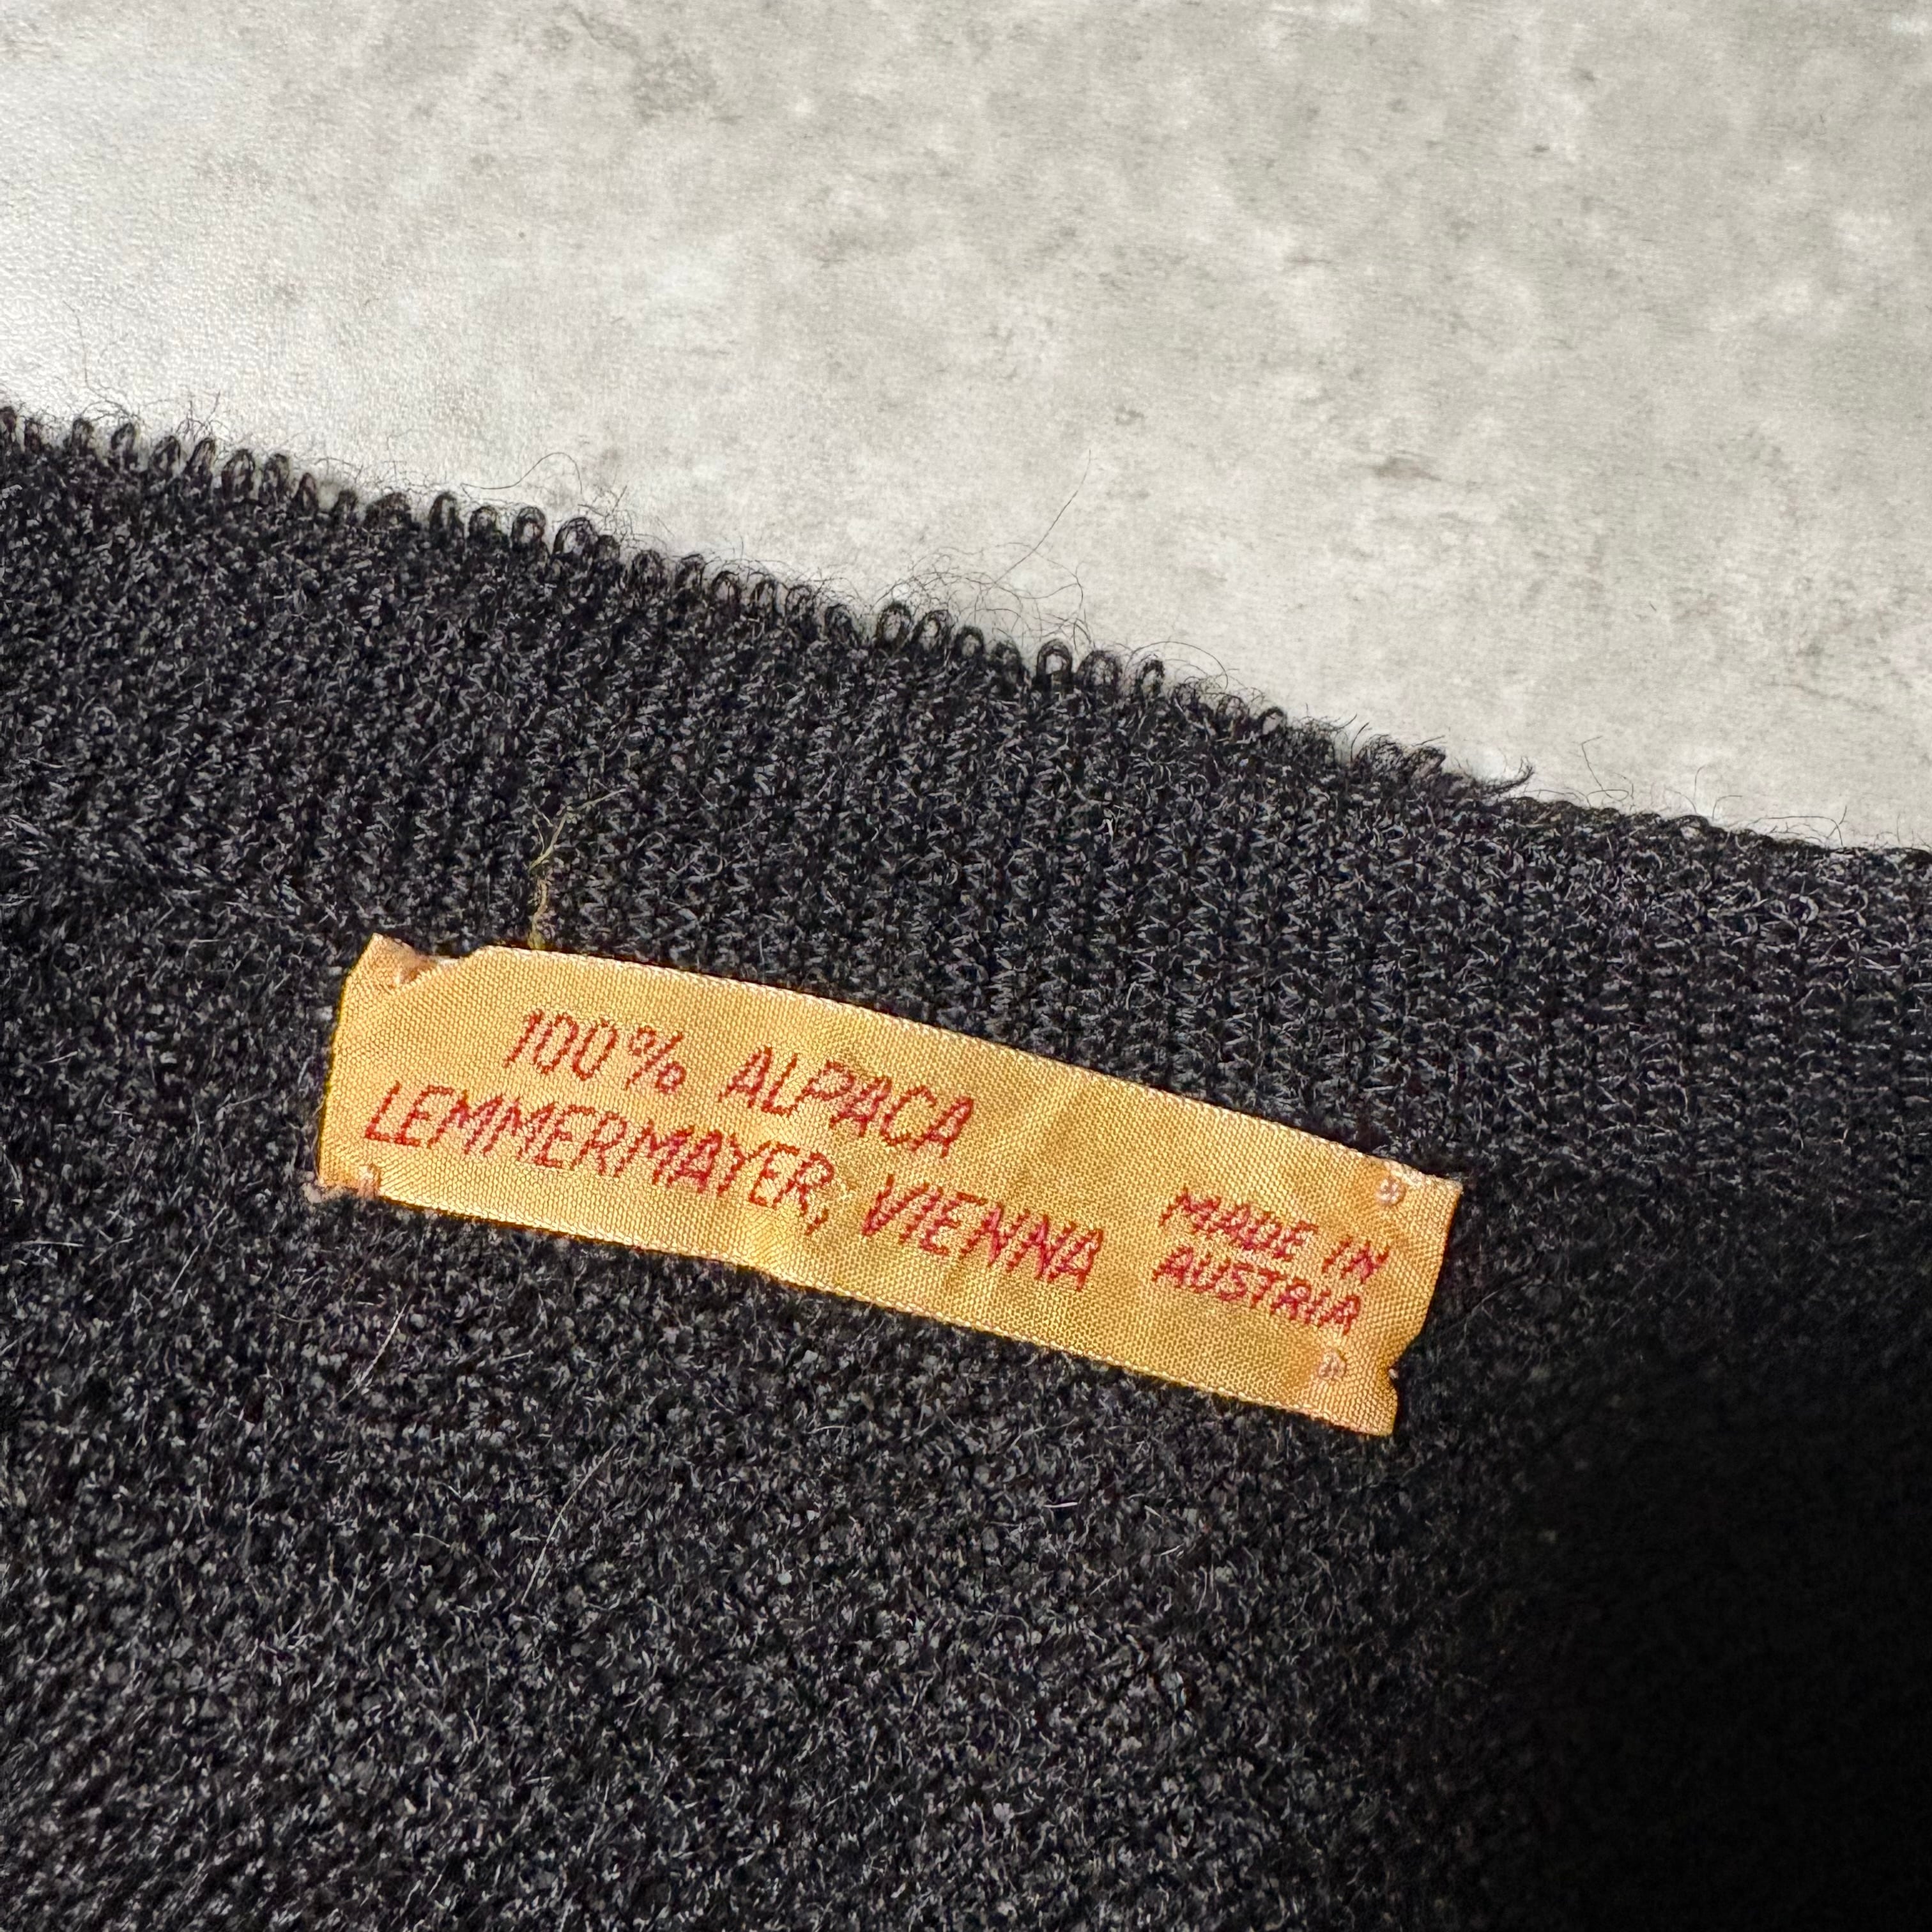 100% ALPACA
LEMMERMAYER, VIENNA
MADE IN
AUSTRIA